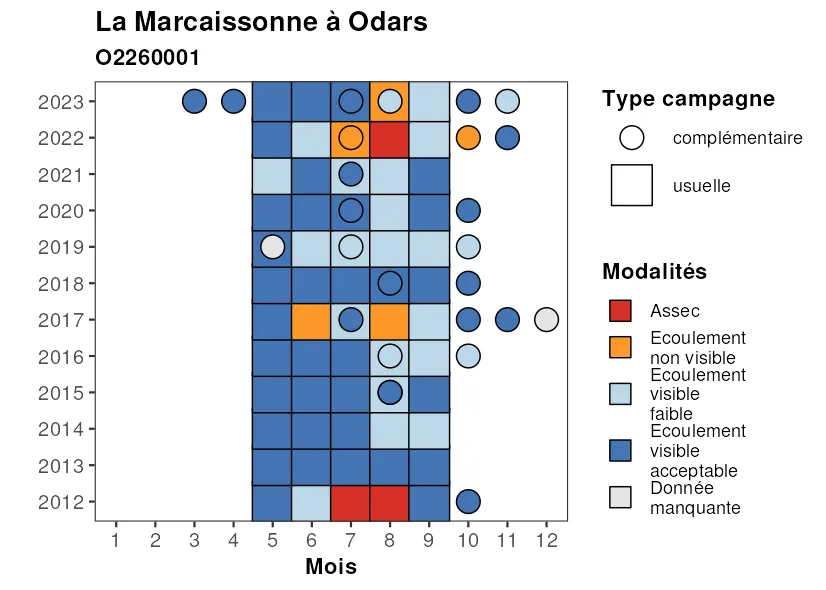 La Marcaissonne à Odars
O2260001
2023
2022
2021
2020
2019
2018
2017
2016
2015
2014
2013
2012
1 2 3 4 5 6 7 8 9 10 11 12
Mois
Type campagne
complémentaire
usuelle
Modalités
Assec
Ecoulement
non visible
Ecoulement
visible
faible
Ecoulement
visible
acceptable
Donnée
manquante